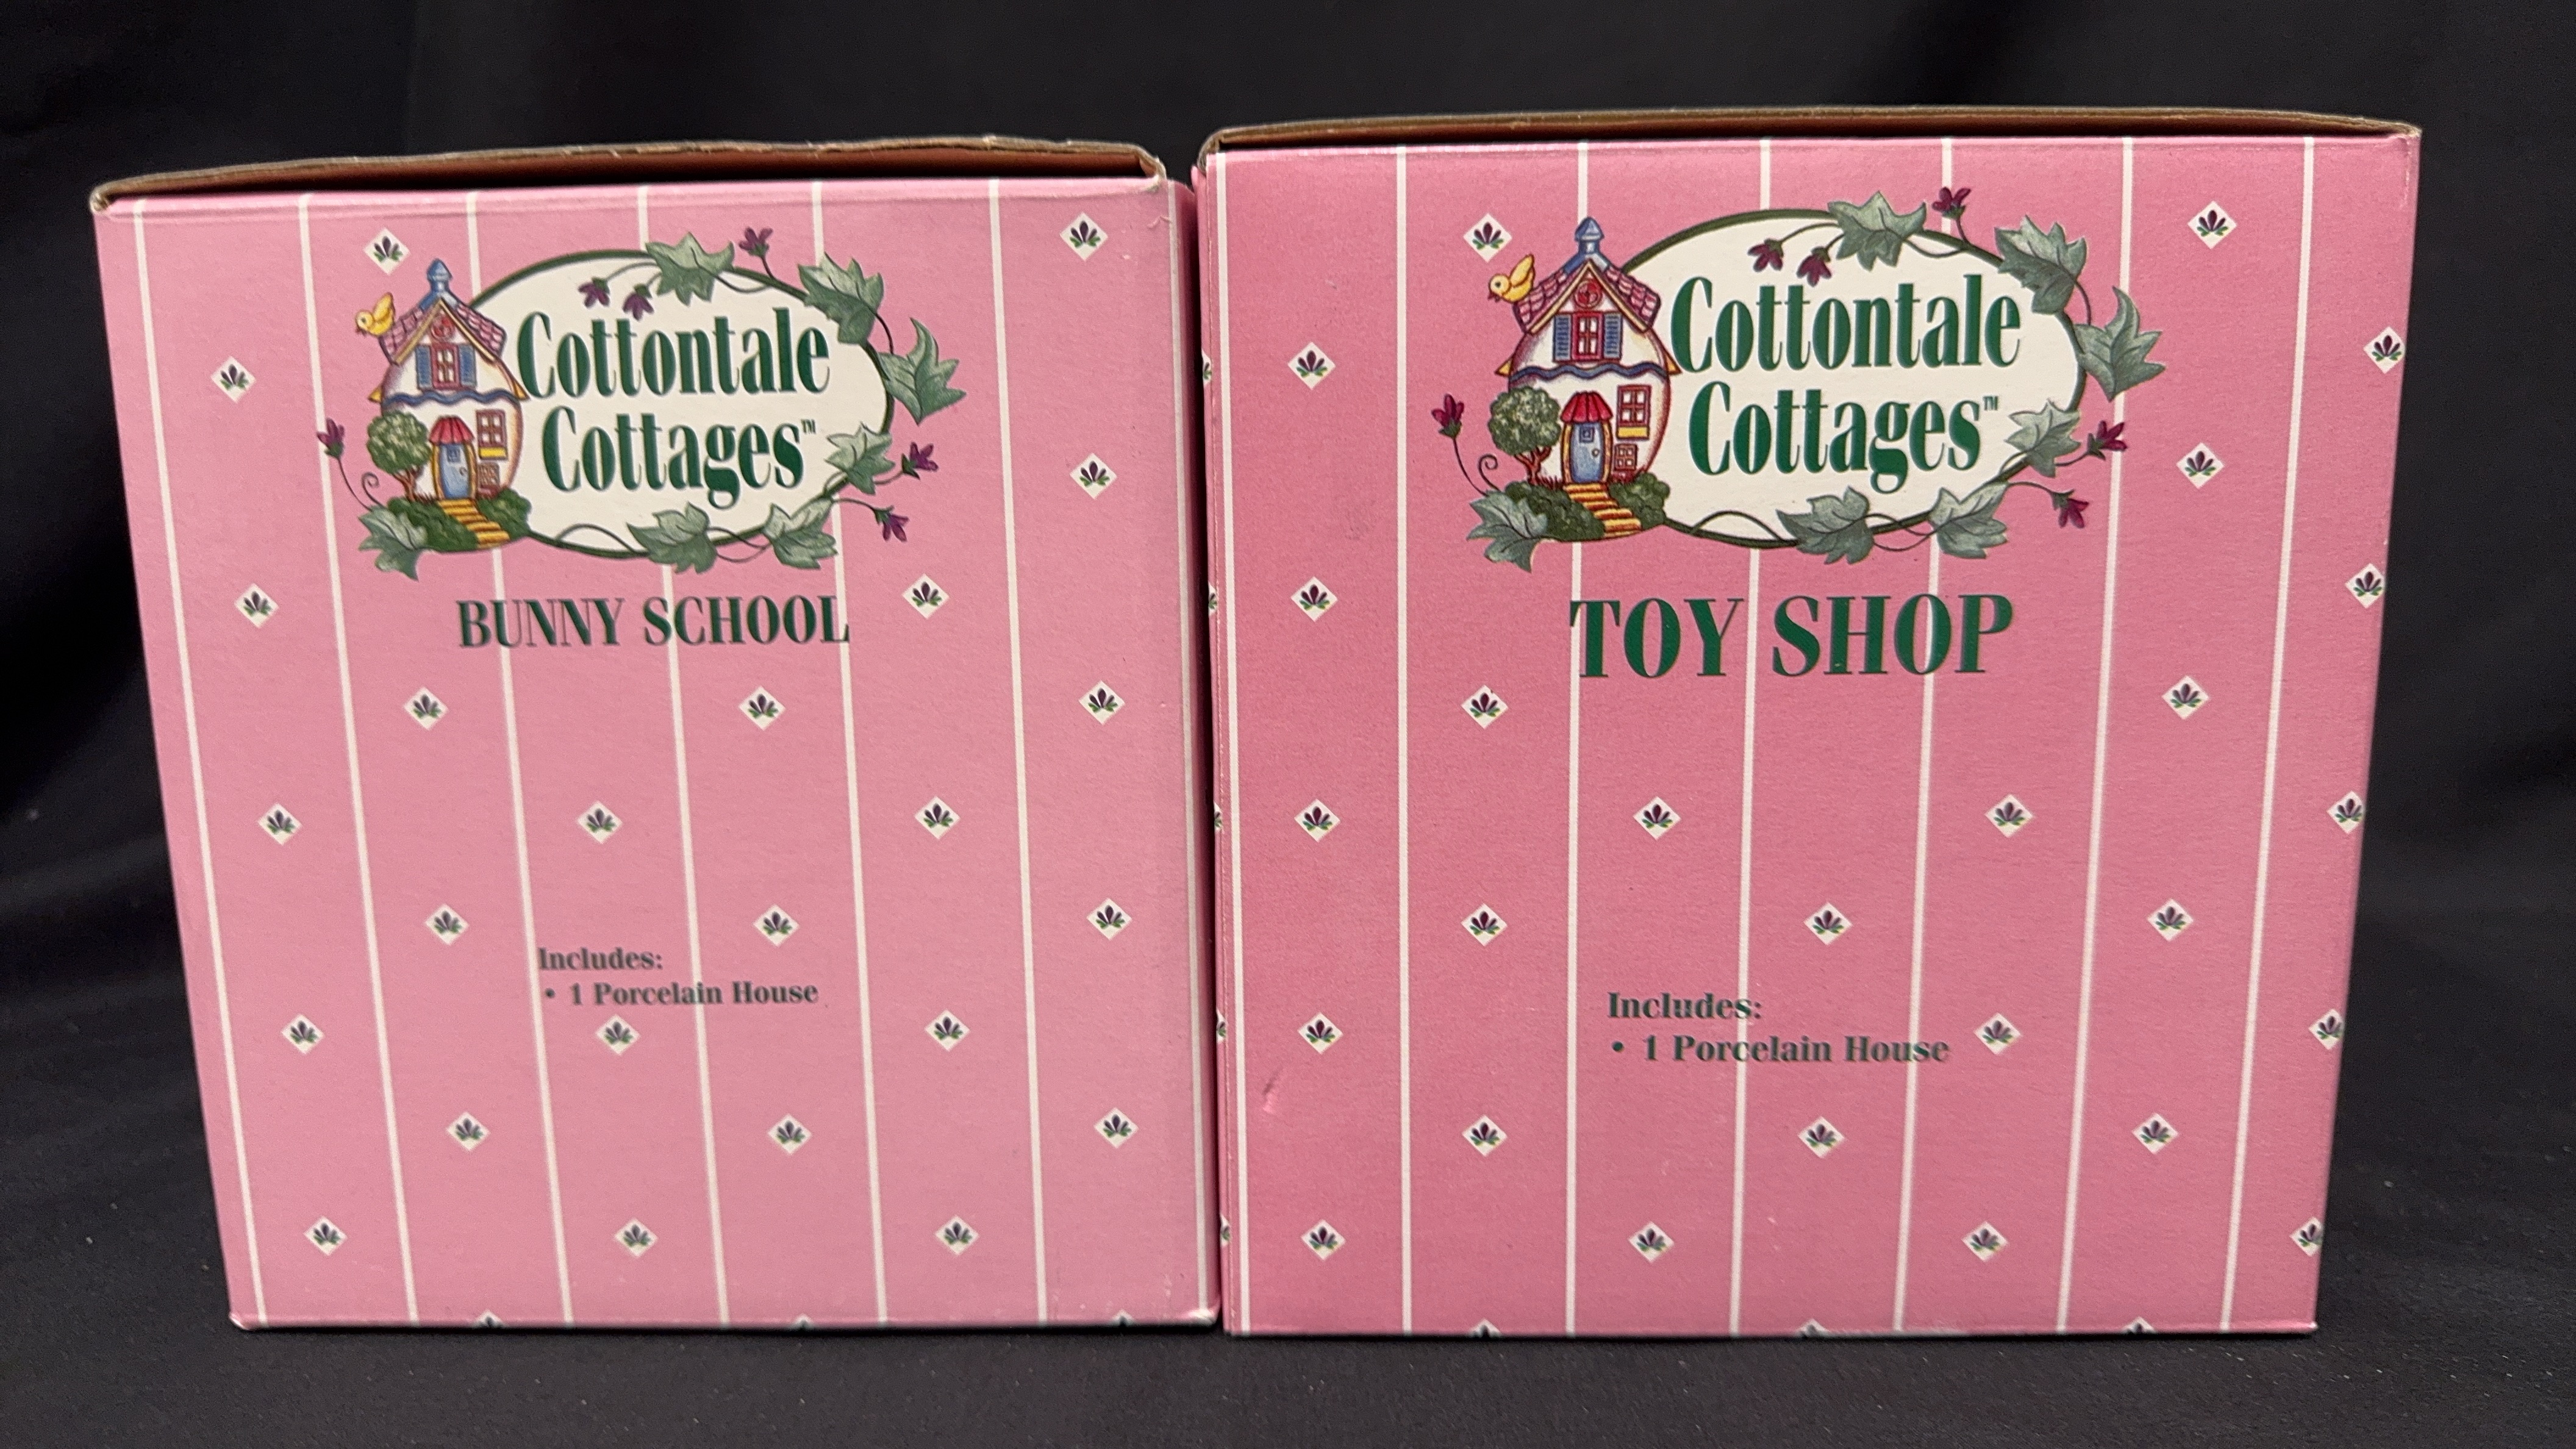 Cottontale
Cottages™
BUNNY SCHOOL
Includes:
• 1 Porcelain House
Cottontale
Cottages™
TOY SHOP
Includes:
• 1 Porcelain House